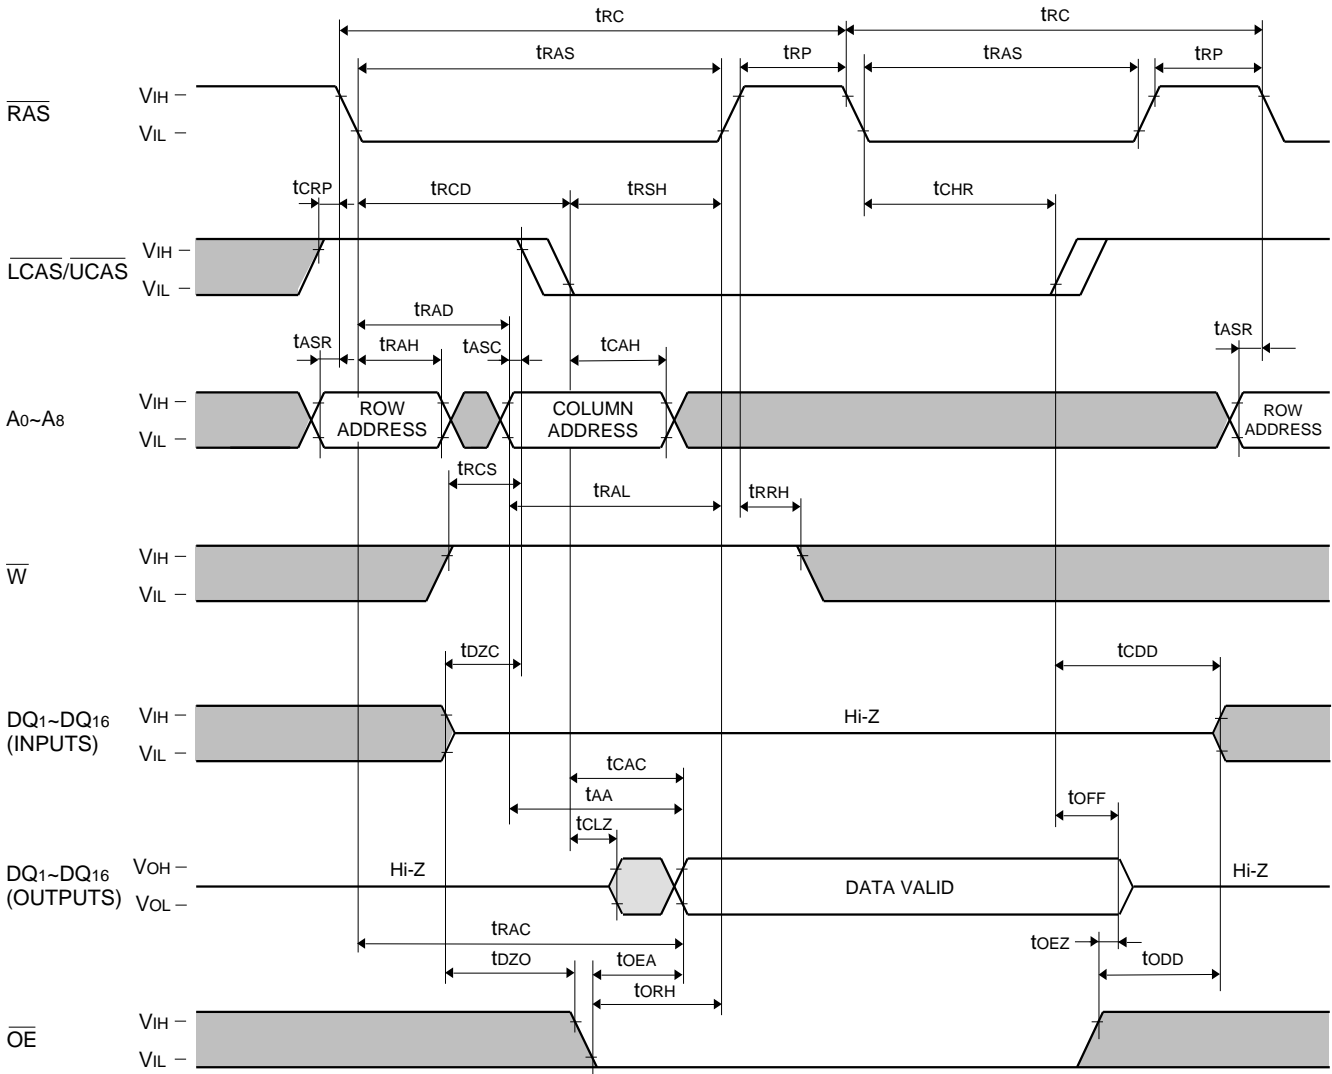 tRC tRC
tRAS tRP tRAS tRP
RAS VIH
VIL
tCRP tRCD tRSH tCHR
LCAS/UCAS VIH
VIL
tRAD
tASR tRAH tASC tCAH tASR
A0~A8 VIH ROW ADDRESS COLUMN ADDRESS ROW ADDRESS
VIL
tRCS tRAL tRRH
W VIH
VIL
tDZC tCDD
DQ1~DQ16 (INPUTS) VIH Hi-Z
VIL
tCAC
tAA tOFF
tCLZ
DQ1~DQ16 (OUTPUTS) VOH Hi-Z DATA VALID Hi-Z
VOL
tRAC tOEZ
tDZO tOEA tODD
tORH
OE VIH
VIL